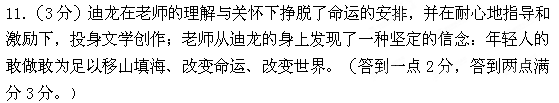 11.（3分）迪龙在老师的理解与关怀下挣脱了命运的安排，并在耐心地指导和
激励下，投身文学创作；老师从迪龙的身上发现了一种坚定的信念：年轻人的
敢做敢为足以移山填海、改变命运、改变世界。（答到一点2分，答到两点满
分3分。）